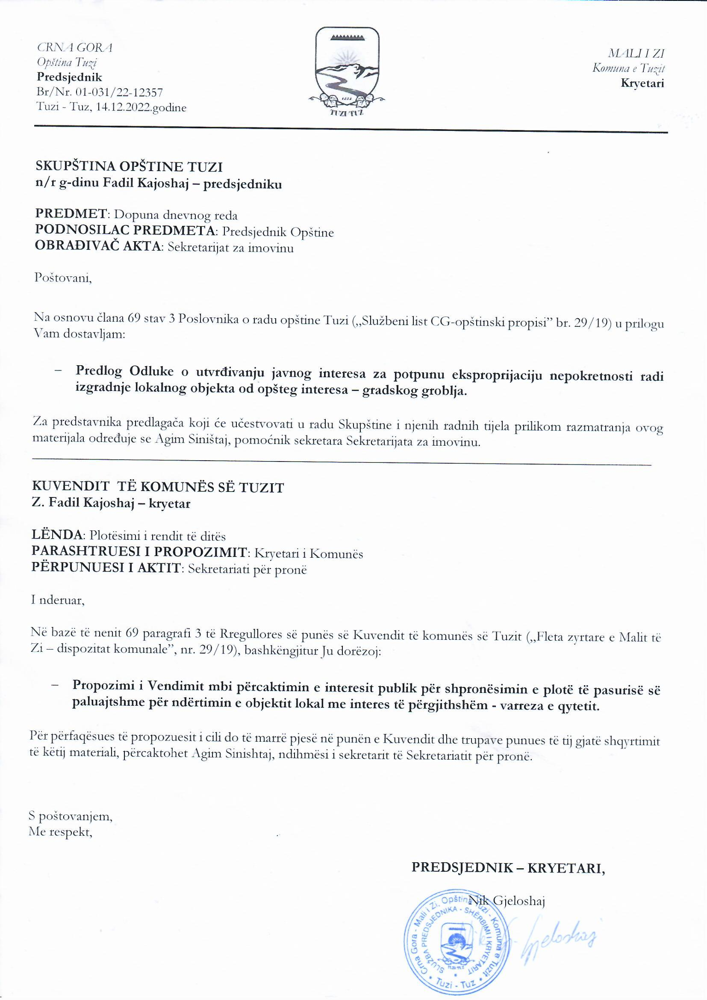 CRNA GORA
Opština Tuzi
Predsjednik
Br/Nr. 01-031/22-12357
Tuzi - Tuz, 14.12.2022.godine
TUZI TUZ
MALI I ZI
Komuna e Tuzit
Kryetari
SKUPŠTINA OPŠTINE TUZI
n/r g-dinu Fadil Kajoshaj – predsjedniku
PREDMET: Dopuna dnevnog reda
PODNOSILAC PREDMETA: Predsjednik Opštine
OBRAĐIVAČ AKTA: Sekretarijat za imovinu
Poštovani,
Na osnovu člana 69 stav 3 Poslovnika o radu opštine Tuzi („Službeni list CG-opštinski propisi” br. 29/19) u prilogu
Vam dostavljam:
– Predlog Odluke o utvrđivanju javnog interesa za potpunu eksproprijaciju nepokretnosti radi
izgradnje lokalnog objekta od opšteg interesa – gradskog groblja.
Za predstavnika predlagača koji će učestvovati u radu Skupštine i njenih radnih tijela prilikom razmatranja ovog
materijala određuje se Agim Siništaj, pomoćnik sekretara Sekretarijata za imovinu.
KUVENDIT TË KOMUNËS SË TUZIT
Z. Fadil Kajoshaj – kryetar
LËNDA: Plotësimi i rendit të ditës
PARASHTRUESI I PROPOZIMIT: Kryetari i Komunës
PËRPUNUESI I AKTIT: Sekretariati për pronë
I nderuar,
Në bazë të nenit 69 paragrafi 3 të Rregullores së punës së Kuvendit të komunës së Tuzit („Fleta zyrtare e Malit të
Zi – dispozitat komunale”, nr. 29/19), bashkëngjitur Ju dorëzoj:
– Propozimi i Vendimit mbi përcaktimin e interesit publik për shpronësimin e plotë të pasurisë së
paluajtshme për ndërtimin e objektit lokal me interes të përgjithshëm - varreza e qytetit.
Për përfaqësues të propozuesit i cili do të marrë pjesë në punën e Kuvendit dhe trupave punues të tij gjatë shqyrtimit
të këtij materiali, përcaktohet Agim Sinishtaj, ndihmësi i sekretarit të Sekretariatit për pronë.
S poštovanjem,
Me respekt,
PREDSJEDNIK – KRYETARI,
Nik Gjeloshaj
Crna Gora - Mali i Zi, Opština Tuzi - Komuna e Tuzit
SLUŽBA PREDSJEDNIKA - SHËRBIMI I KRYETARIT
Tuzi - Tuz
Nik Gjeloshaj